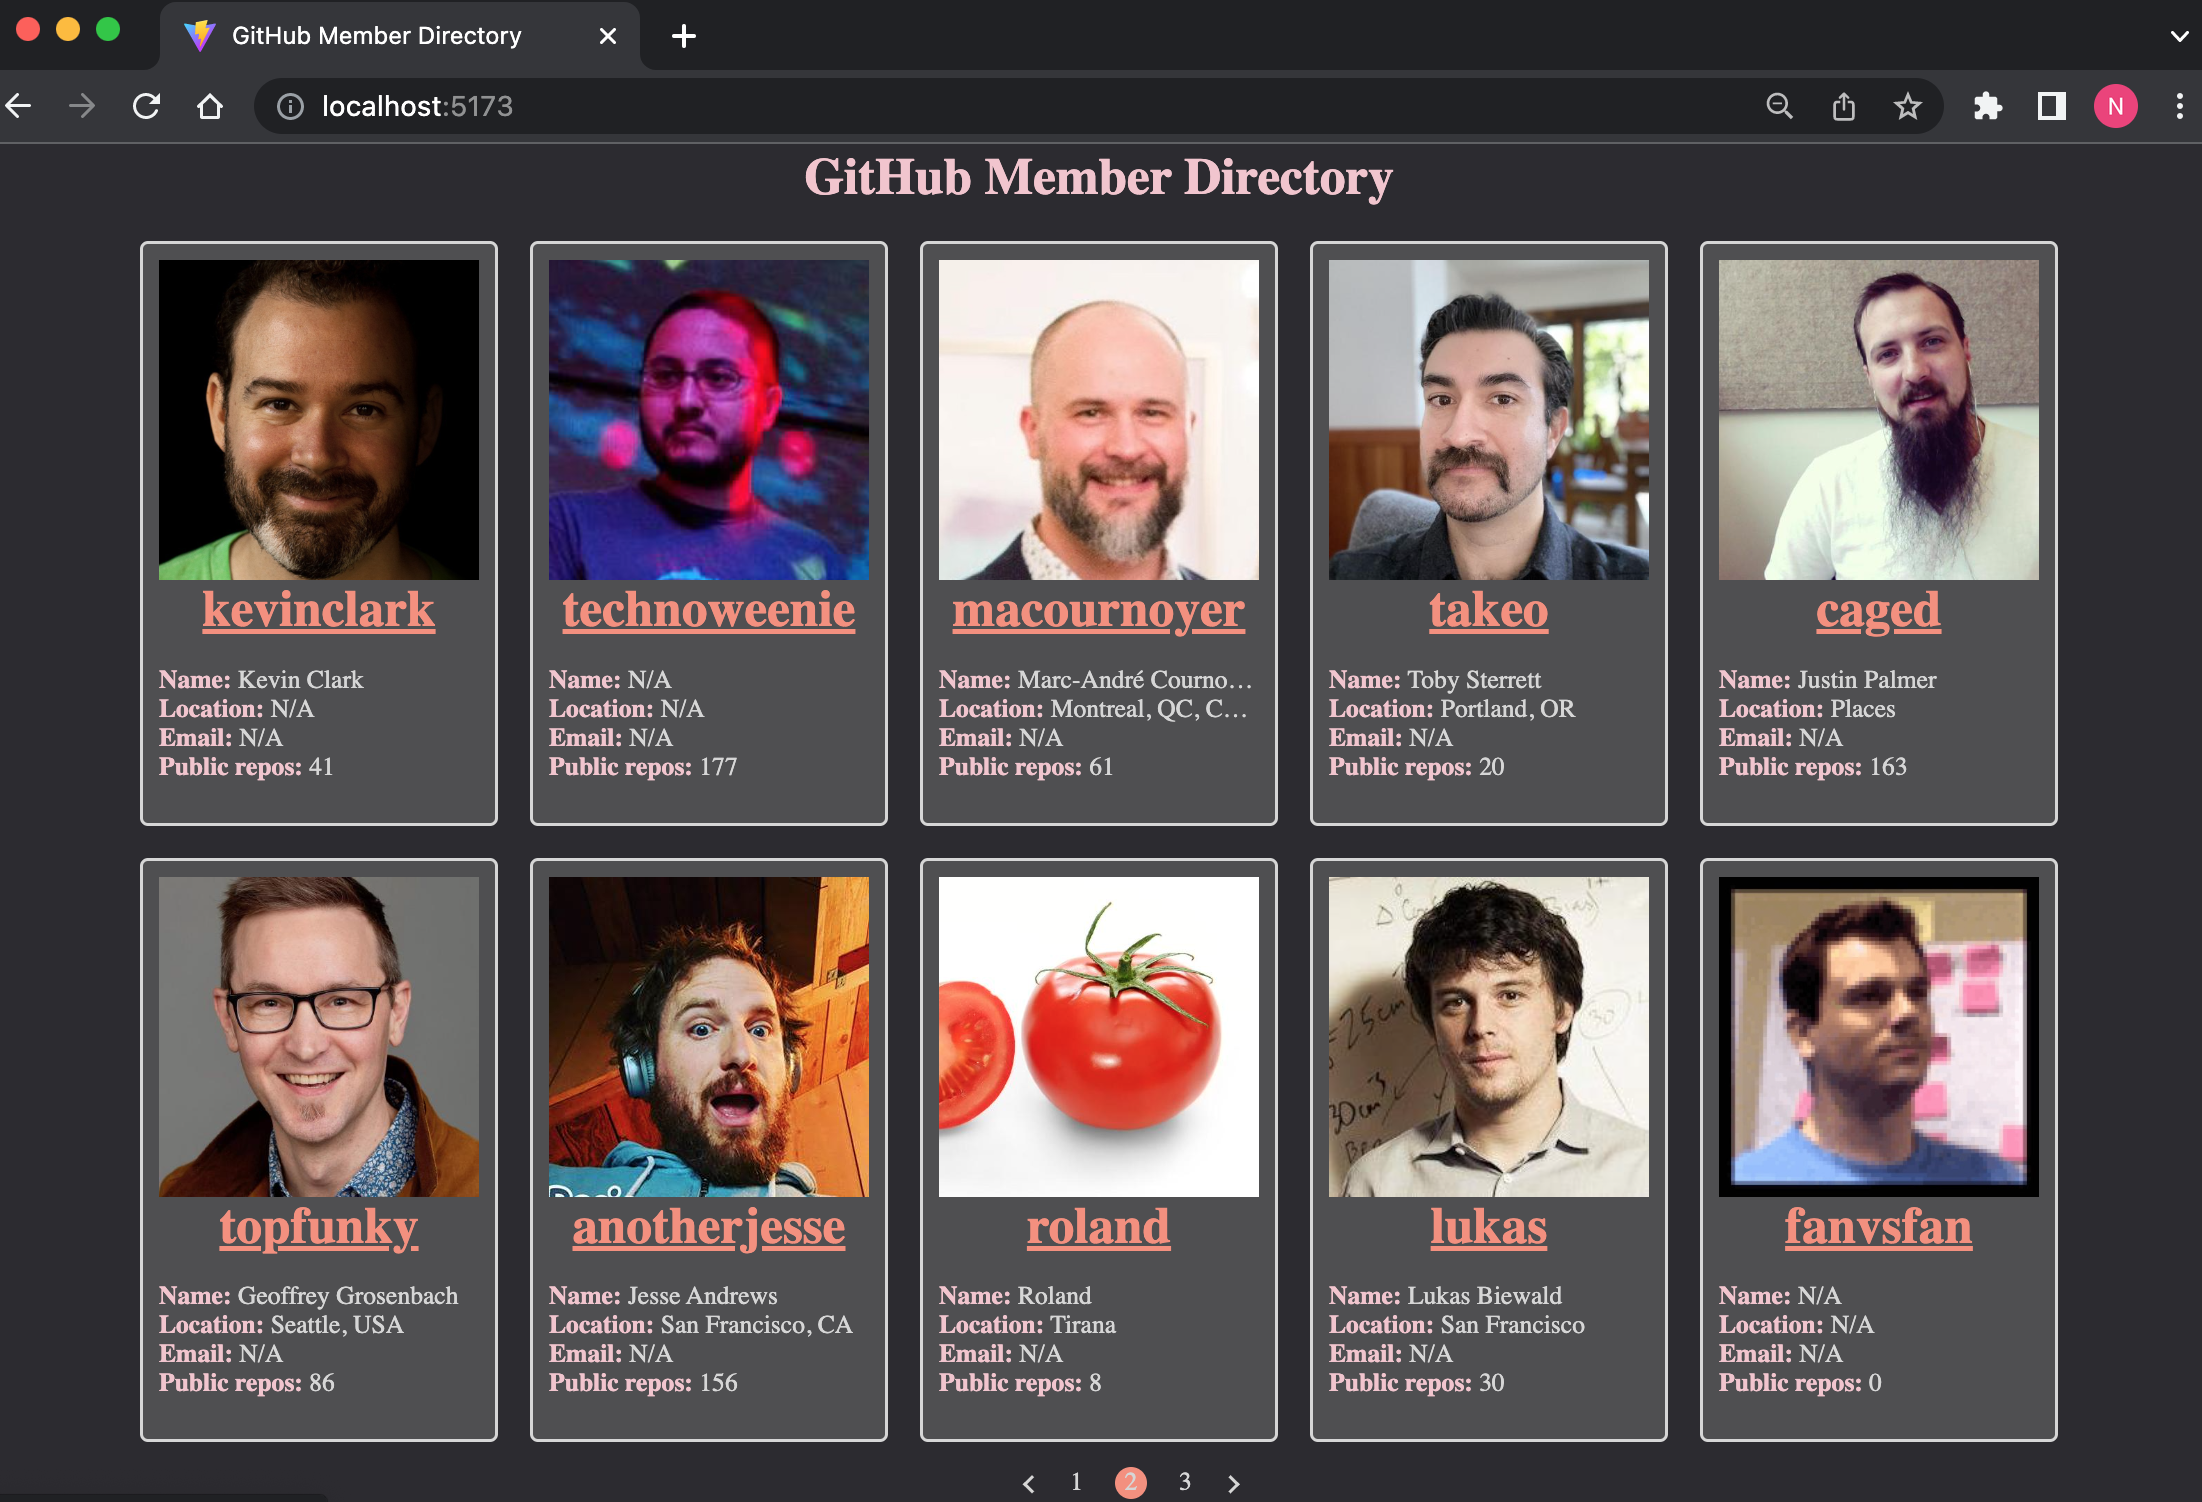 GitHub Member Directory
localhost:5173
N
GitHub Member Directory
kevinclark
Name: Kevin Clark
Location: N/A
Email: N/A
Public repos: 41
technoweenie
Name: N/A
Location: N/A
Email: N/A
Public repos: 177
macournoyer
Name: Marc-André Courno…
Location: Montreal, QC, C…
Email: N/A
Public repos: 61
takeo
Name: Toby Sterrett
Location: Portland, OR
Email: N/A
Public repos: 20
caged
Name: Justin Palmer
Location: Places
Email: N/A
Public repos: 163
topfunky
Name: Geoffrey Grosenbach
Location: Seattle, USA
Email: N/A
Public repos: 86
anotherjesse
Name: Jesse Andrews
Location: San Francisco, CA
Email: N/A
Public repos: 156
=25cm
30cm³
30
roland
Name: Roland
Location: Tirana
Email: N/A
Public repos: 8
lukas
Name: Lukas Biewald
Location: San Francisco
Email: N/A
Public repos: 30
fanvsfan
Name: N/A
Location: N/A
Email: N/A
Public repos: 0
1 2 3